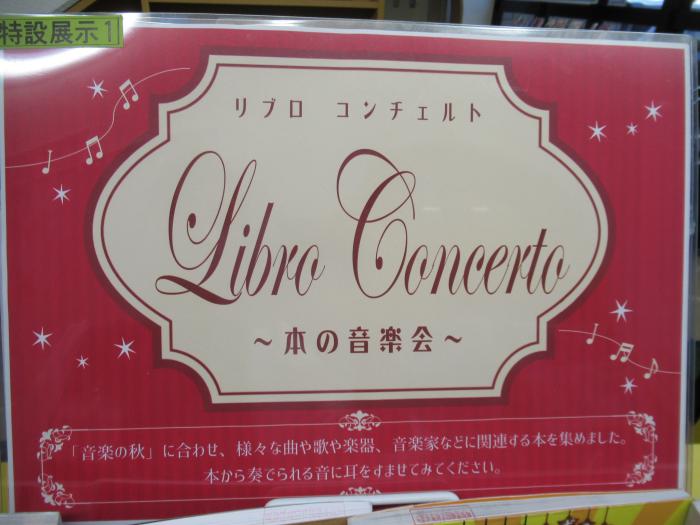 特設展示1
リブロ コンチェルト
Libro Concerto
～本の音楽会～
「音楽の秋」に合わせ、様々な曲や歌や楽器、音楽家などに関連する本を集めました。
本から奏でられる音に耳をすませてみてください。